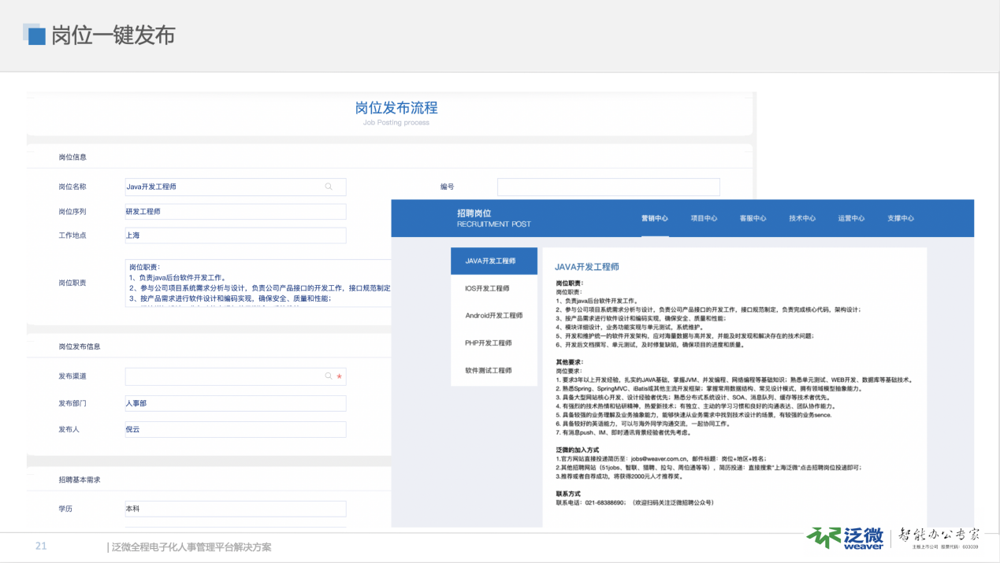 岗位一键发布
岗位发布流程
Job Posting process
岗位信息
岗位名称 Java开发工程师 编号
岗位序列 研发工程师
工作地点 上海
岗位职责
岗位职责：
1、负责java后台软件开发工作。
2、参与公司项目系统需求分析与设计，负责公司产品接口的开发工作，接口规范制定
3、按产品需求进行软件设计和编码实现，确保安全、质量和性能；
岗位发布信息
发布渠道 *
发布部门 人事部
发布人 倪云
招聘基本需求
学历 本科
招聘岗位
RECRUITMENT POST
营销中心 项目中心 客服中心 技术中心 运营中心 支撑中心
JAVA开发工程师
IOS开发工程师
Android开发工程师
PHP开发工程师
软件测试工程师
JAVA开发工程师
岗位职责：
岗位职责：
1、负责java后台软件开发工作。
2、参与公司项目系统需求分析与设计，负责公司产品接口的开发工作，接口规范制定，负责完成核心代码，架构设计；
3、按产品需求进行软件设计和编码实现，确保安全、质量和性能；
4、模块详细设计，业务功能实现与单元测试，系统维护。
5、开发和维护统一的软件开发架构、应对海量数据与高并发，并能及时发现和解决存在的技术问题；
6、开发后文档撰写、单元测试，及时修复缺陷，确保项目的进度和质量。
其他要求：
岗位要求：
1. 要求3年以上开发经验，扎实的JAVA基础，掌握JVM、并发编程、网络编程等基础知识；熟悉单元测试、WEB开发、数据库等基础技术。
2. 熟悉Spring、SpringMVC、iBatis或其他主流开发框架；掌握常用数据结构、常见设计模式，拥有领域模型抽象能力。
3. 具备大型网站核心开发、设计经验者优先；熟悉分布式系统设计、SOA、消息队列、缓存等技术者优先。
4. 有强烈的技术热情和钻研精神，热爱新技术；有独立、主动的学习习惯和良好的沟通表达、团队协作能力。
5. 具备较强的业务理解及业务抽象能力，能够快速从业务需求中找到技术设计的场景，有较强的业务sence.
6. 具备较好的英语能力，可以与海外同学沟通交流，一起协同工作。
7. 有消息push、IM、即时通讯背景经验者优先考虑。
泛微的加入方式
1.官方网站直接投递简历至：jobs@weaver.com.cn，邮件标题：岗位+地区+姓名；
2.其他招聘网站（51jobs、智联、猎聘、拉勾、周伯通等等），简历投递：直接搜索"上海泛微"点击招聘岗位投递即可；
3.推荐或者自荐成功，将获得2000元人才推荐奖。
联系方式
联系电话：021-68388690；（欢迎扫码关注泛微招聘公众号）
21
|泛微全程电子化人事管理平台解决方案
泛微
weaver
智能办公专家
主板上市公司 股票代码：603039